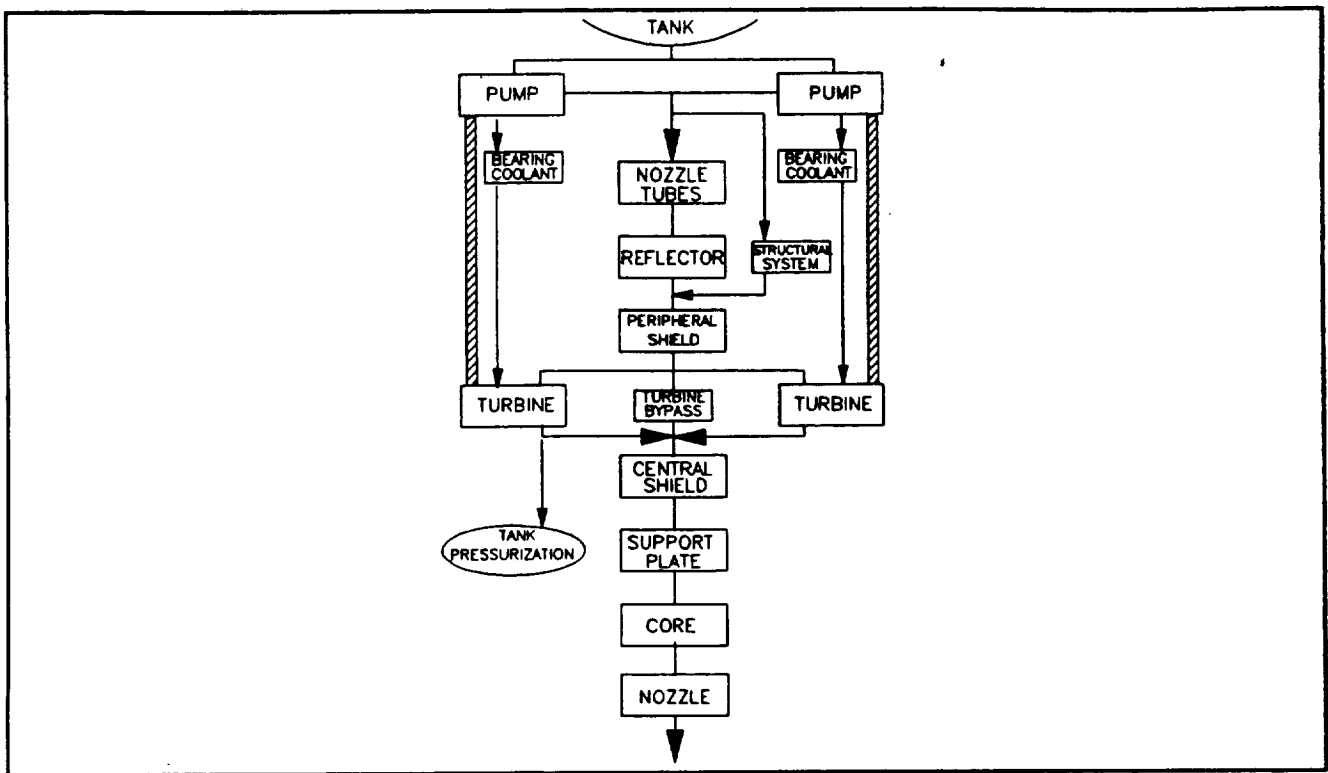 TANK
PUMP
PUMP
BEARING
COOLANT
NOZZLE
TUBES
BEARING
COOLANT
REFLECTOR
STRUCTURAL
SYSTEM
PERIPHERAL
SHIELD
TURBINE
TURBINE
BYPASS
TURBINE
CENTRAL
SHIELD
TANK
PRESSURIZATION
SUPPORT
PLATE
CORE
NOZZLE